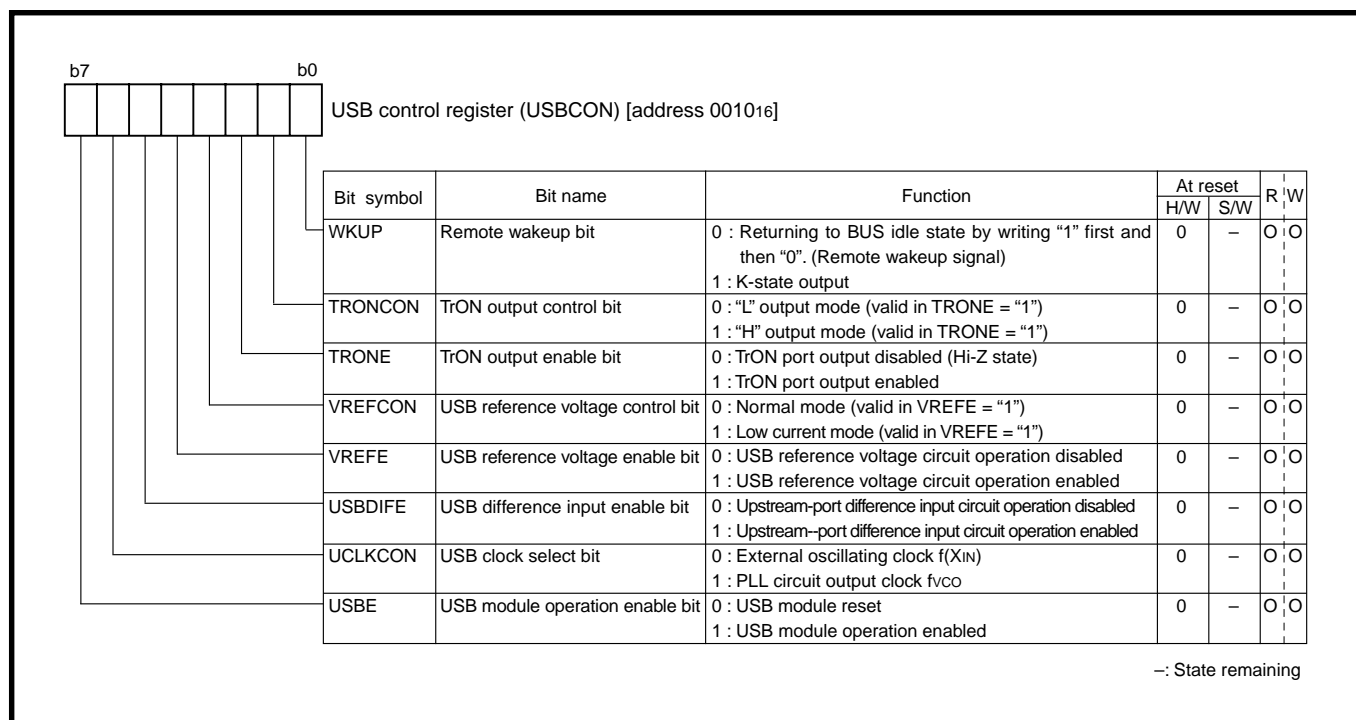 b7 b0
USB control register (USBCON) [address 001016]
Bit symbol Bit name Function At reset R W
H/W S/W
WKUP Remote wakeup bit 0 : Returning to BUS idle state by writing “1” first and 0 – O O
then “0”. (Remote wakeup signal)
1 : K-state output
TRONCON TrON output control bit 0 : “L” output mode (valid in TRONE = “1”) 0 – O O
1 : “H” output mode (valid in TRONE = “1”)
TRONE TrON output enable bit 0 : TrON port output disabled (Hi-Z state) 0 – O O
1 : TrON port output enabled
VREFCON USB reference voltage control bit 0 : Normal mode (valid in VREFE = “1”) 0 – O O
1 : Low current mode (valid in VREFE = “1”)
VREFE USB reference voltage enable bit 0 : USB reference voltage circuit operation disabled 0 – O O
1 : USB reference voltage circuit operation enabled
USBDIFE USB difference input enable bit 0 : Upstream-port difference input circuit operation disabled 0 – O O
1 : Upstream--port difference input circuit operation enabled
UCLKCON USB clock select bit 0 : External oscillating clock f(XIN) 0 – O O
1 : PLL circuit output clock fVCO
USBE USB module operation enable bit 0 : USB module reset 0 – O O
1 : USB module operation enabled
–: State remaining